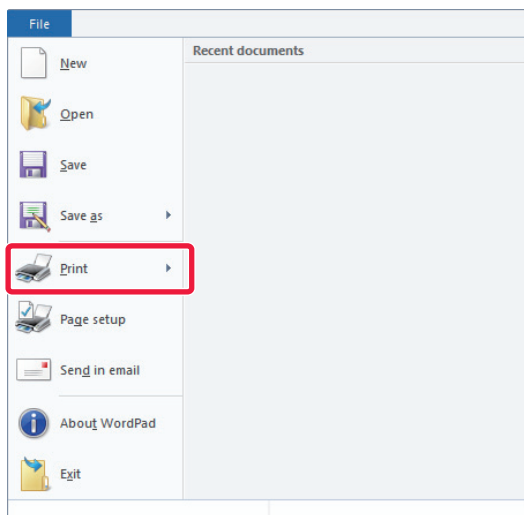 File
Recent documents
New
Open
Save
Save as
Print
Page setup
Send in email
About WordPad
Exit